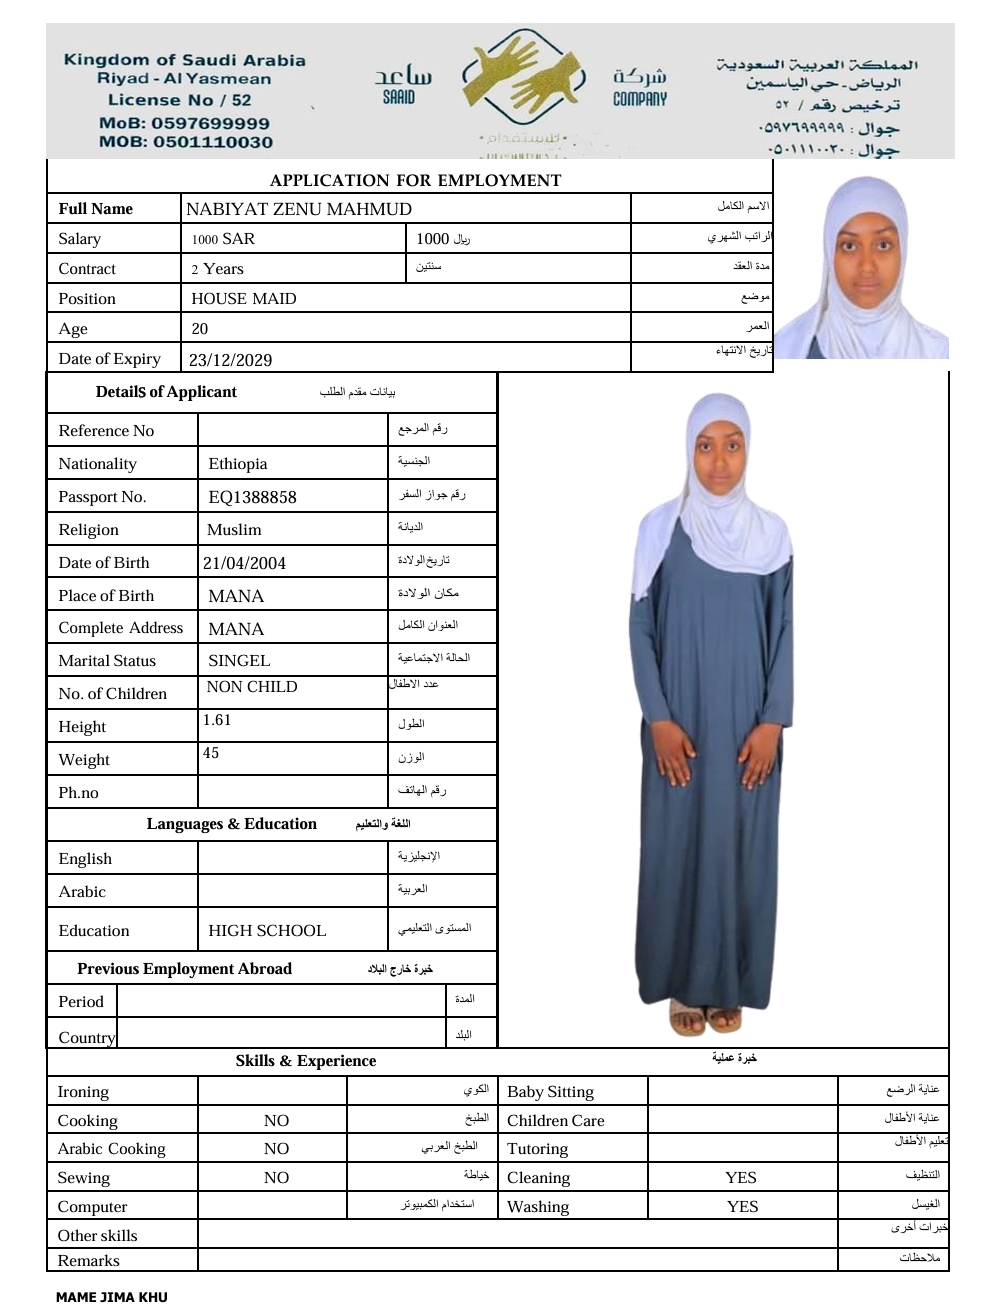 Kingdom of Saudi Arabia
Riyad - Al Yasmean
License No / 52
MoB: 0597699999
MOB: 0501110030
ساعد
SAAID
شركة
COMPANY
للاستقدام
المملكة العربية السعودية
الرياض - حي الياسمين
ترخيص رقم / ٥٢
جوال : ٠٥٩٧٦٩٩٩٩٩
جوال : ٠٥٠١١١٠٠٣٠
APPLICATION FOR EMPLOYMENT
Full Name NABIYAT ZENU MAHMUD الاسم الكامل
Salary 1000 SAR 1000 ريال الراتب الشهري
Contract 2 Years سنتين مدة العقد
Position HOUSE MAID موضع
Age 20 العمر
Date of Expiry 23/12/2029 تاريخ الانتهاء
Details of Applicant بيانات مقدم الطلب
Reference No رقم المرجع
Nationality Ethiopia الجنسية
Passport No. EQ1388858 رقم جواز السفر
Religion Muslim الديانة
Date of Birth 21/04/2004 تاريخ الولادة
Place of Birth MANA مكان الولادة
Complete Address MANA العنوان الكامل
Marital Status SINGEL الحالة الاجتماعية
No. of Children NON CHILD عدد الاطفال
Height 1.61 الطول
Weight 45 الوزن
Ph.no رقم الهاتف
Languages & Education اللغة والتعليم
English الإنجليزية
Arabic العربية
Education HIGH SCHOOL المستوى التعليمي
Previous Employment Abroad خبرة خارج البلاد
Period المدة
Country البلد
Skills & Experience خبرة عملية
Ironing الكوي Baby Sitting عناية الرضع
Cooking NO الطبخ Children Care عناية الأطفال
Arabic Cooking NO الطبخ العربي Tutoring تعليم الأطفال
Sewing NO خياطة Cleaning YES التنظيف
Computer استخدام الكمبيوتر Washing YES الغيسل
Other skills خبرات أخرى
Remarks ملاحظات
MAME JIMA KHU